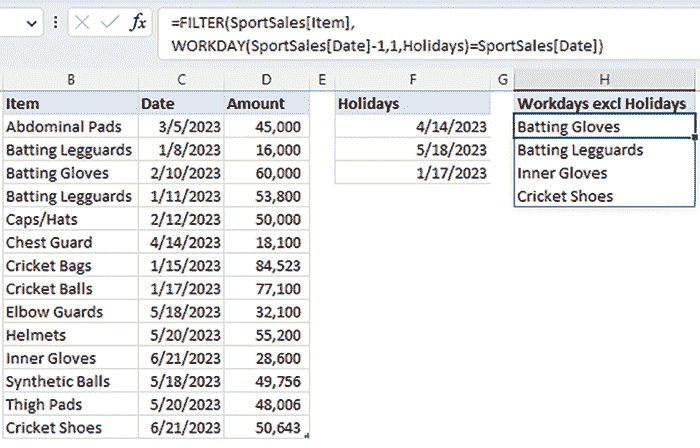 fx =FILTER(SportSales[Item],
WORKDAY(SportSales[Date]-1,1,Holidays)=SportSales[Date])
B C D E F G H
Item Date Amount Holidays Workdays excl Holidays
Abdominal Pads 3/5/2023 45,000 4/14/2023 Batting Gloves
Batting Legguards 1/8/2023 16,000 5/18/2023 Batting Legguards
Batting Gloves 2/10/2023 60,000 1/17/2023 Inner Gloves
Batting Legguards 1/11/2023 53,800 Cricket Shoes
Caps/Hats 2/12/2023 50,000
Chest Guard 4/14/2023 18,100
Cricket Bags 1/15/2023 84,523
Cricket Balls 1/17/2023 77,100
Elbow Guards 5/18/2023 32,100
Helmets 5/20/2023 55,200
Inner Gloves 6/21/2023 28,600
Synthetic Balls 5/18/2023 49,756
Thigh Pads 5/20/2023 48,006
Cricket Shoes 6/21/2023 50,643